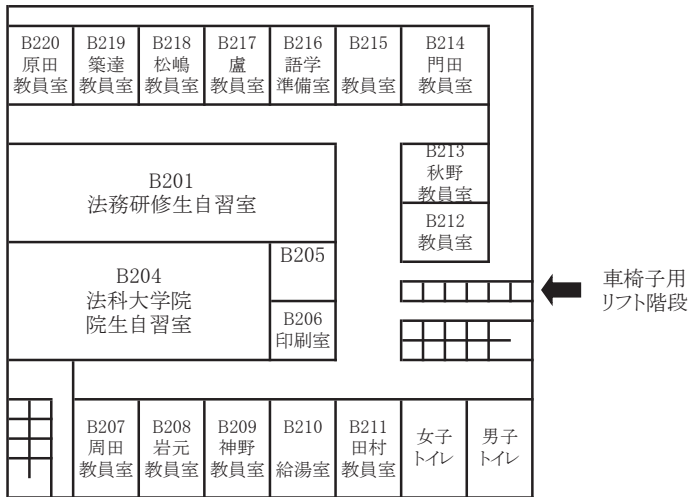 B220
原田
教員室
B219
築達
教員室
B218
松嶋
教員室
B217
盧
教員室
B216
語学
準備室
B215
教員室
B214
門田
教員室
B201
法務研修生自習室
B213
秋野
教員室
B212
教員室
B204
法科大学院
院生自習室
B205
B206
印刷室
車椅子用
リフト階段
B207
周田
教員室
B208
岩元
教員室
B209
神野
教員室
B210
給湯室
B211
田村
教員室
女子
トイレ
男子
トイレ